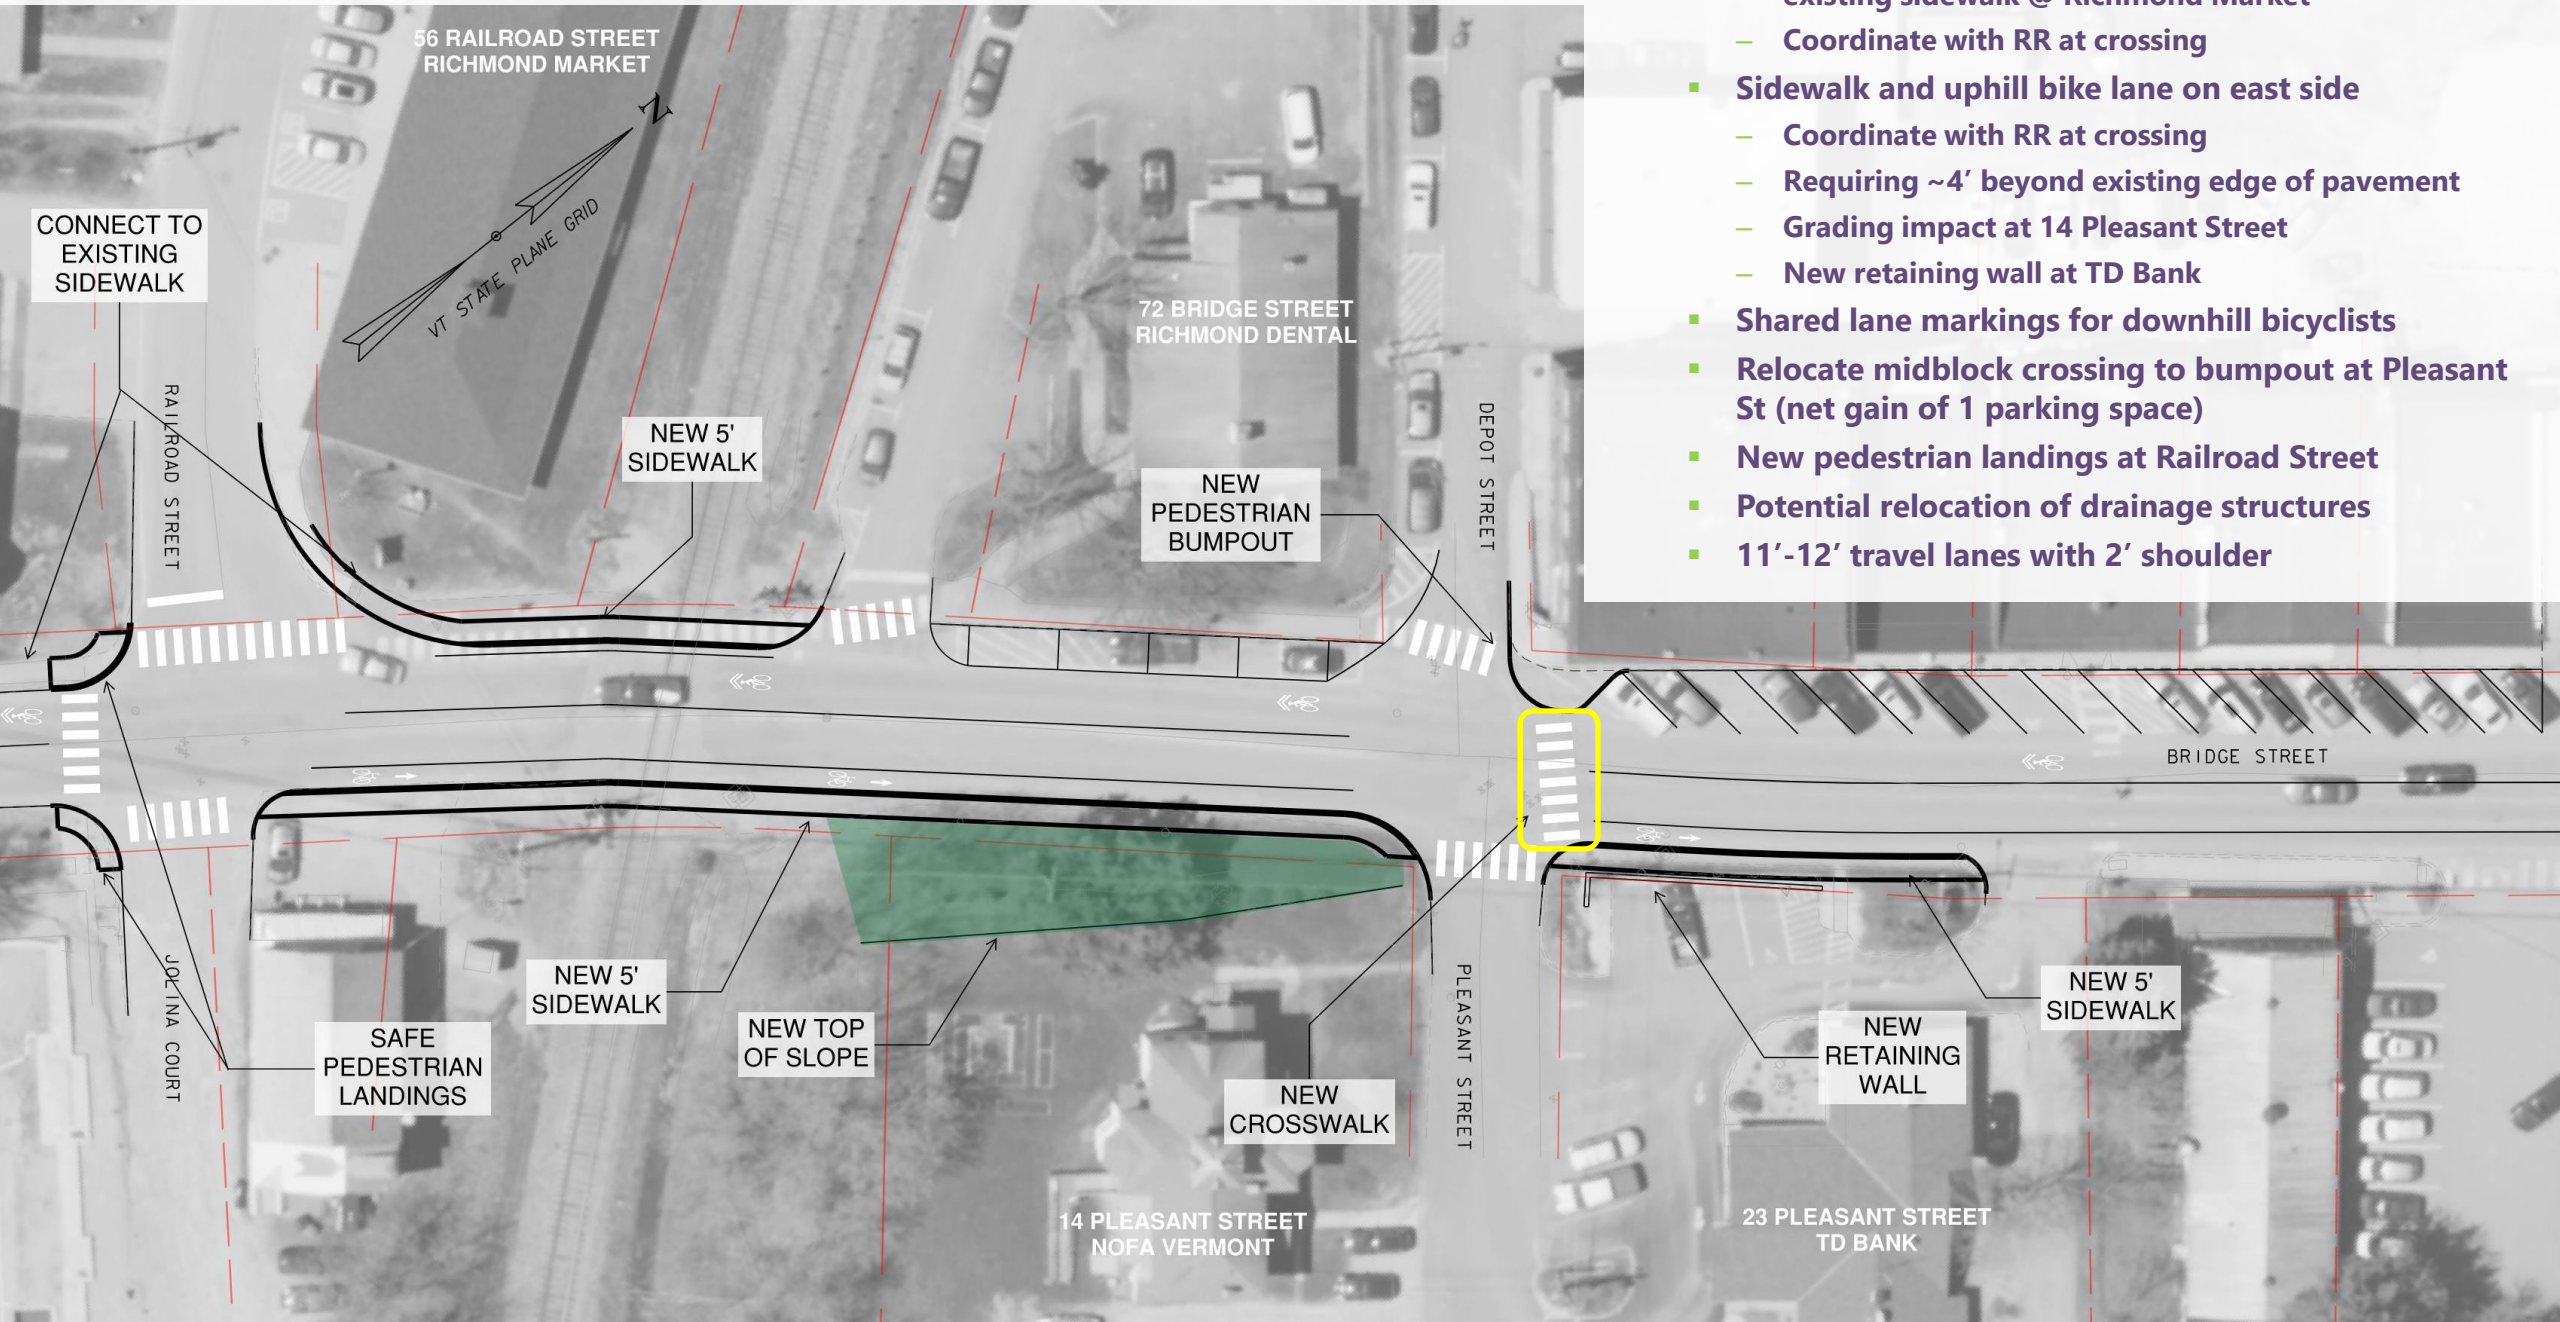 existing sidewalk @ Richmond Market
– Coordinate with RR at crossing
▪ Sidewalk and uphill bike lane on east side
– Coordinate with RR at crossing
– Requiring ~4’ beyond existing edge of pavement
– Grading impact at 14 Pleasant Street
– New retaining wall at TD Bank
▪ Shared lane markings for downhill bicyclists
▪ Relocate midblock crossing to bumpout at Pleasant
St (net gain of 1 parking space)
▪ New pedestrian landings at Railroad Street
▪ Potential relocation of drainage structures
▪ 11’-12’ travel lanes with 2’ shoulder
56 RAILROAD STREET
RICHMOND MARKET
N
VT STATE PLANE GRID
CONNECT TO
EXISTING
SIDEWALK
RAILROAD STREET
NEW 5'
SIDEWALK
72 BRIDGE STREET
RICHMOND DENTAL
NEW
PEDESTRIAN
BUMPOUT
DEPOT STREET
BRIDGE STREET
JOLINA COURT
SAFE
PEDESTRIAN
LANDINGS
NEW 5'
SIDEWALK
NEW TOP
OF SLOPE
NEW
CROSSWALK
PLEASANT STREET
NEW
RETAINING
WALL
NEW 5'
SIDEWALK
14 PLEASANT STREET
NOFA VERMONT
23 PLEASANT STREET
TD BANK